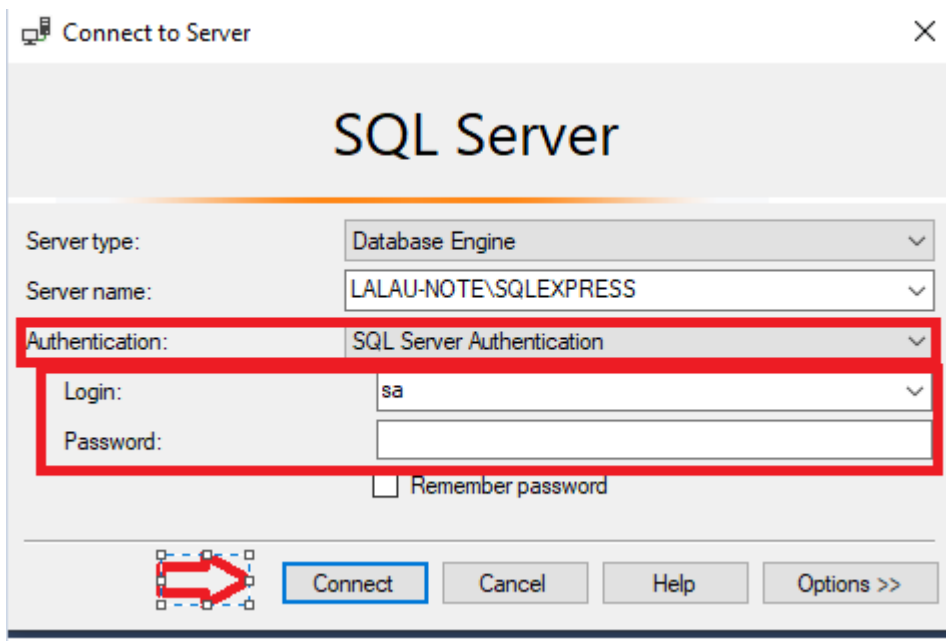 Connect to Server
SQL Server
Server type: Database Engine
Server name: LALAU-NOTE\SQLEXPRESS
Authentication: SQL Server Authentication
Login: sa
Password:
Remember password
Connect Cancel Help Options >>